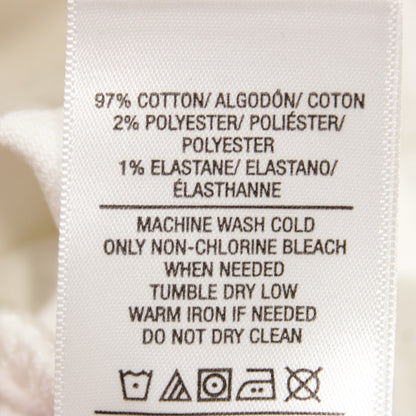 97% COTTON/ ALGODÓN/ COTON
2% POLYESTER/ POLIÉSTER/
POLYESTER
1% ELASTANE/ ELASTANO/
ÉLASTHANNE
MACHINE WASH COLD
ONLY NON-CHLORINE BLEACH
WHEN NEEDED
TUMBLE DRY LOW
WARM IRON IF NEEDED
DO NOT DRY CLEAN